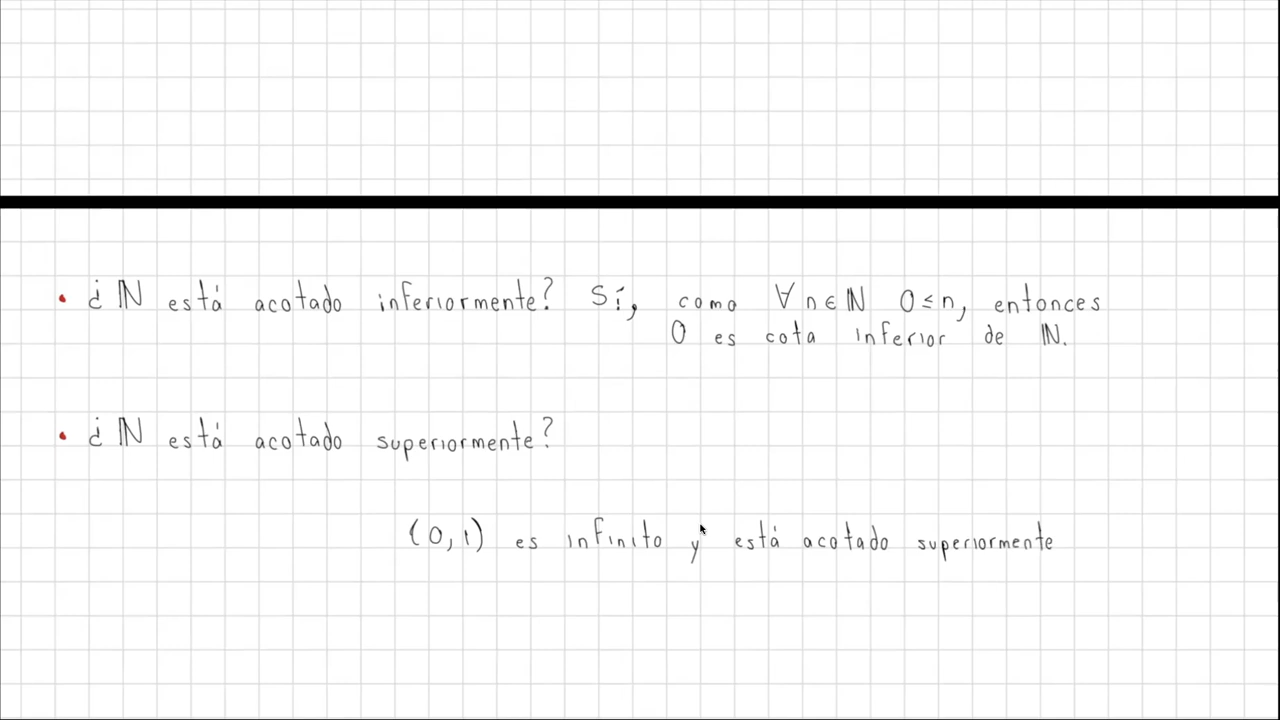 • ¿ℕ está acotado inferiormente? Sí, como ∀ n ∈ ℕ 0 ≤ n, entonces
0 es cota inferior de ℕ.
• ¿ℕ está acotado superiormente?
(0,1) es infinito y está acotado superiormente